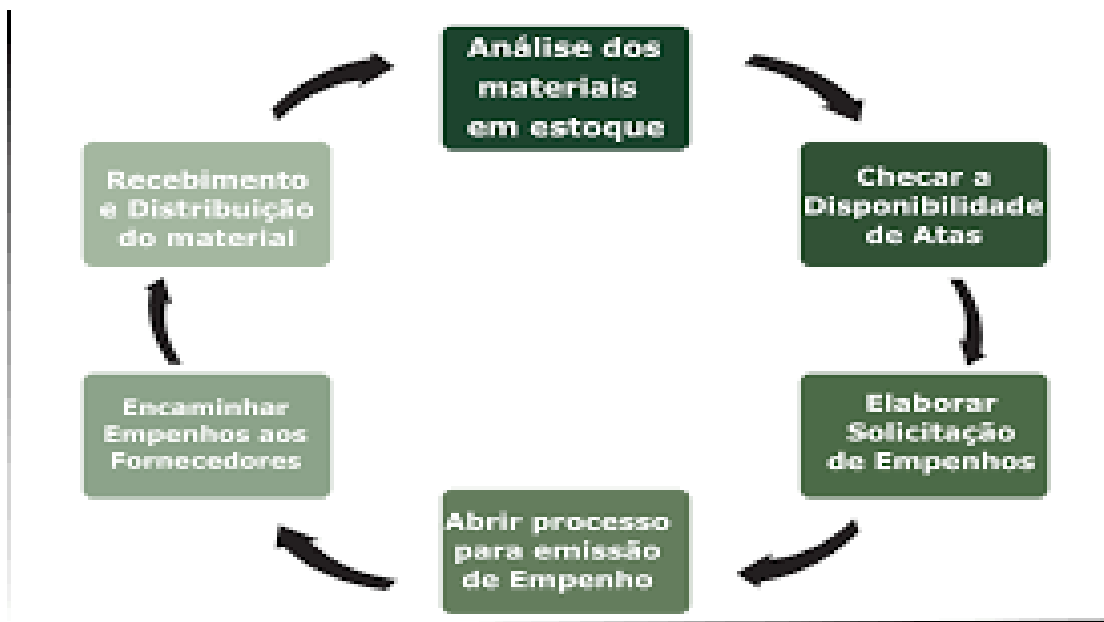 Análise dos
materiais
em estoque
Checar a
Disponibilidade
de Atas
Elaborar
Solicitação
de Empenhos
Abrir processo
para emissão
de Empenho
Encaminhar
Empenhos aos
Fornecedores
Recebimento
e Distribuição
do material